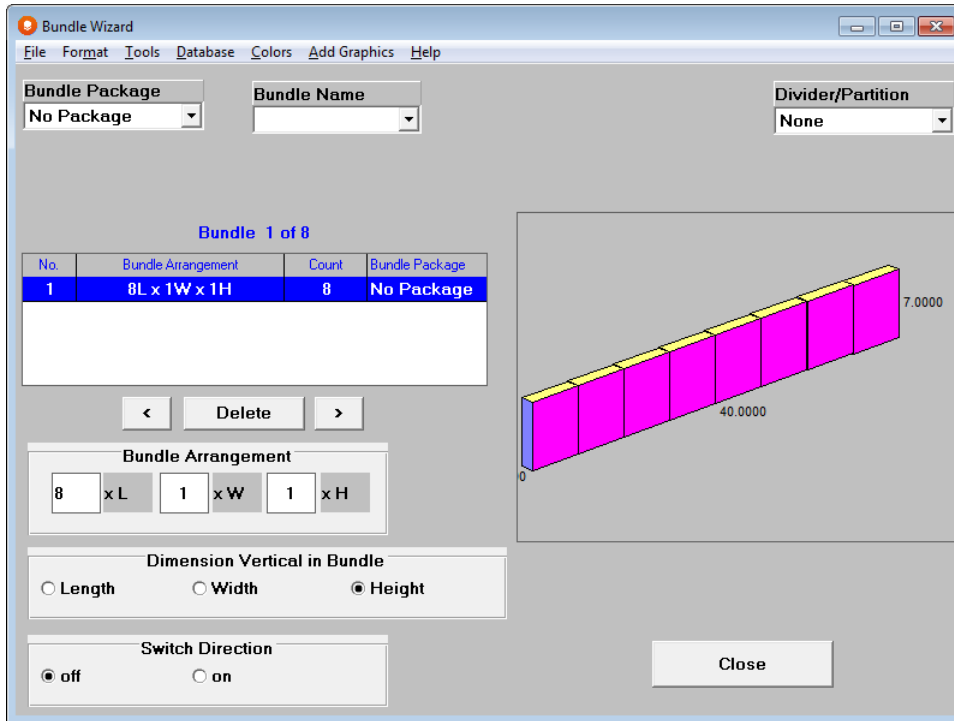 Bundle Wizard
File Format Tools Database Colors Add Graphics Help
Bundle Package
Bundle Name
Divider/Partition
No Package
None
Bundle 1 of 8
No. Bundle Arrangement Count Bundle Package
1 8L x 1W x 1H 8 No Package
7.0000
40.0000
0
< Delete >
Bundle Arrangement
8 x L 1 x W 1 x H
Dimension Vertical in Bundle
Length Width Height
Switch Direction
off on
Close